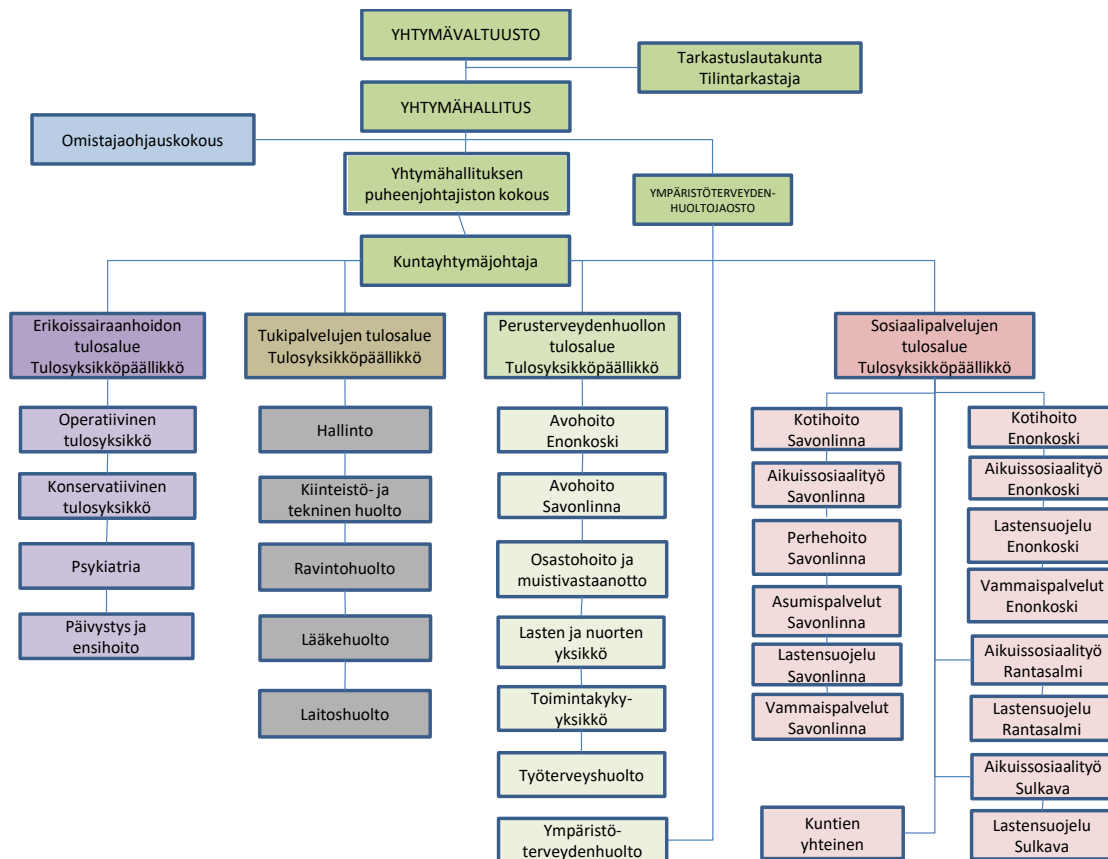 YHTYMÄVALTUUSTO
Tarkastuslautakunta
Tilintarkastaja
YHTYMÄHALLITUS
Omistajaohjauskokous
Yhtymähallituksen
puheenjohtajiston kokous
YMPÄRISTÖTERVEYDEN-
HUOLTOJAOSTO
Kuntayhtymäjohtaja
Erikoissairaanhoidon
tulosalue
Tulosyksikköpäällikkö
Operatiivinen
tulosyksikkö
Konservatiivinen
tulosyksikkö
Psykiatria
Päivystys ja
ensihoito
Tukipalvelujen tulosalue
Tulosyksikköpäällikkö
Hallinto
Kiinteistö- ja
tekninen huolto
Ravintohuolto
Lääkehuolto
Laitoshuolto
Perusterveydenhuollon
tulosalue
Tulosyksikköpäällikkö
Avohoito
Enonkoski
Avohoito
Savonlinna
Osastohoito ja
muistivastaanotto
Lasten ja nuorten
yksikkö
Toimintakyky-
yksikkö
Työterveyshuolto
Ympäristö-
terveydenhuolto
Sosiaalipalvelujen
tulosalue
Tulosyksikköpäällikkö
Kotihoito
Savonlinna
Aikuissosiaalityö
Savonlinna
Perhehoito
Savonlinna
Asumispalvelut
Savonlinna
Lastensuojelu
Savonlinna
Vammaispalvelut
Savonlinna
Kuntien
yhteinen
Kotihoito
Enonkoski
Aikuissosiaalityö
Enonkoski
Lastensuojelu
Enonkoski
Vammaispalvelut
Enonkoski
Aikuissosiaalityö
Rantasalmi
Lastensuojelu
Rantasalmi
Aikuissosiaalityö
Sulkava
Lastensuojelu
Sulkava